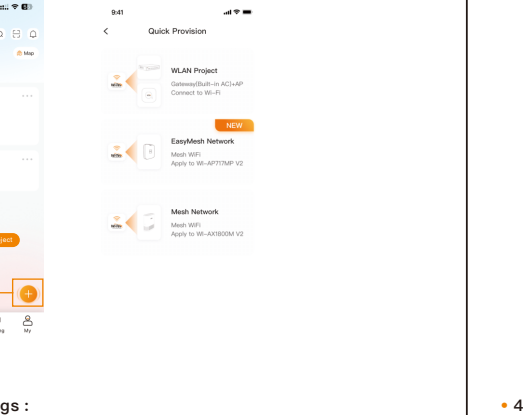 9:41
Quick Provision
Map
WLAN Project
Gateway(Built-in AC)+AP
Connect to Wi-Fi
NEW
EasyMesh Network
Mesh WiFi
Apply to WI-AP717MP V2
Mesh Network
Mesh WiFi
Apply to WI-AX1800M V2
ject
My
gs :
• 4